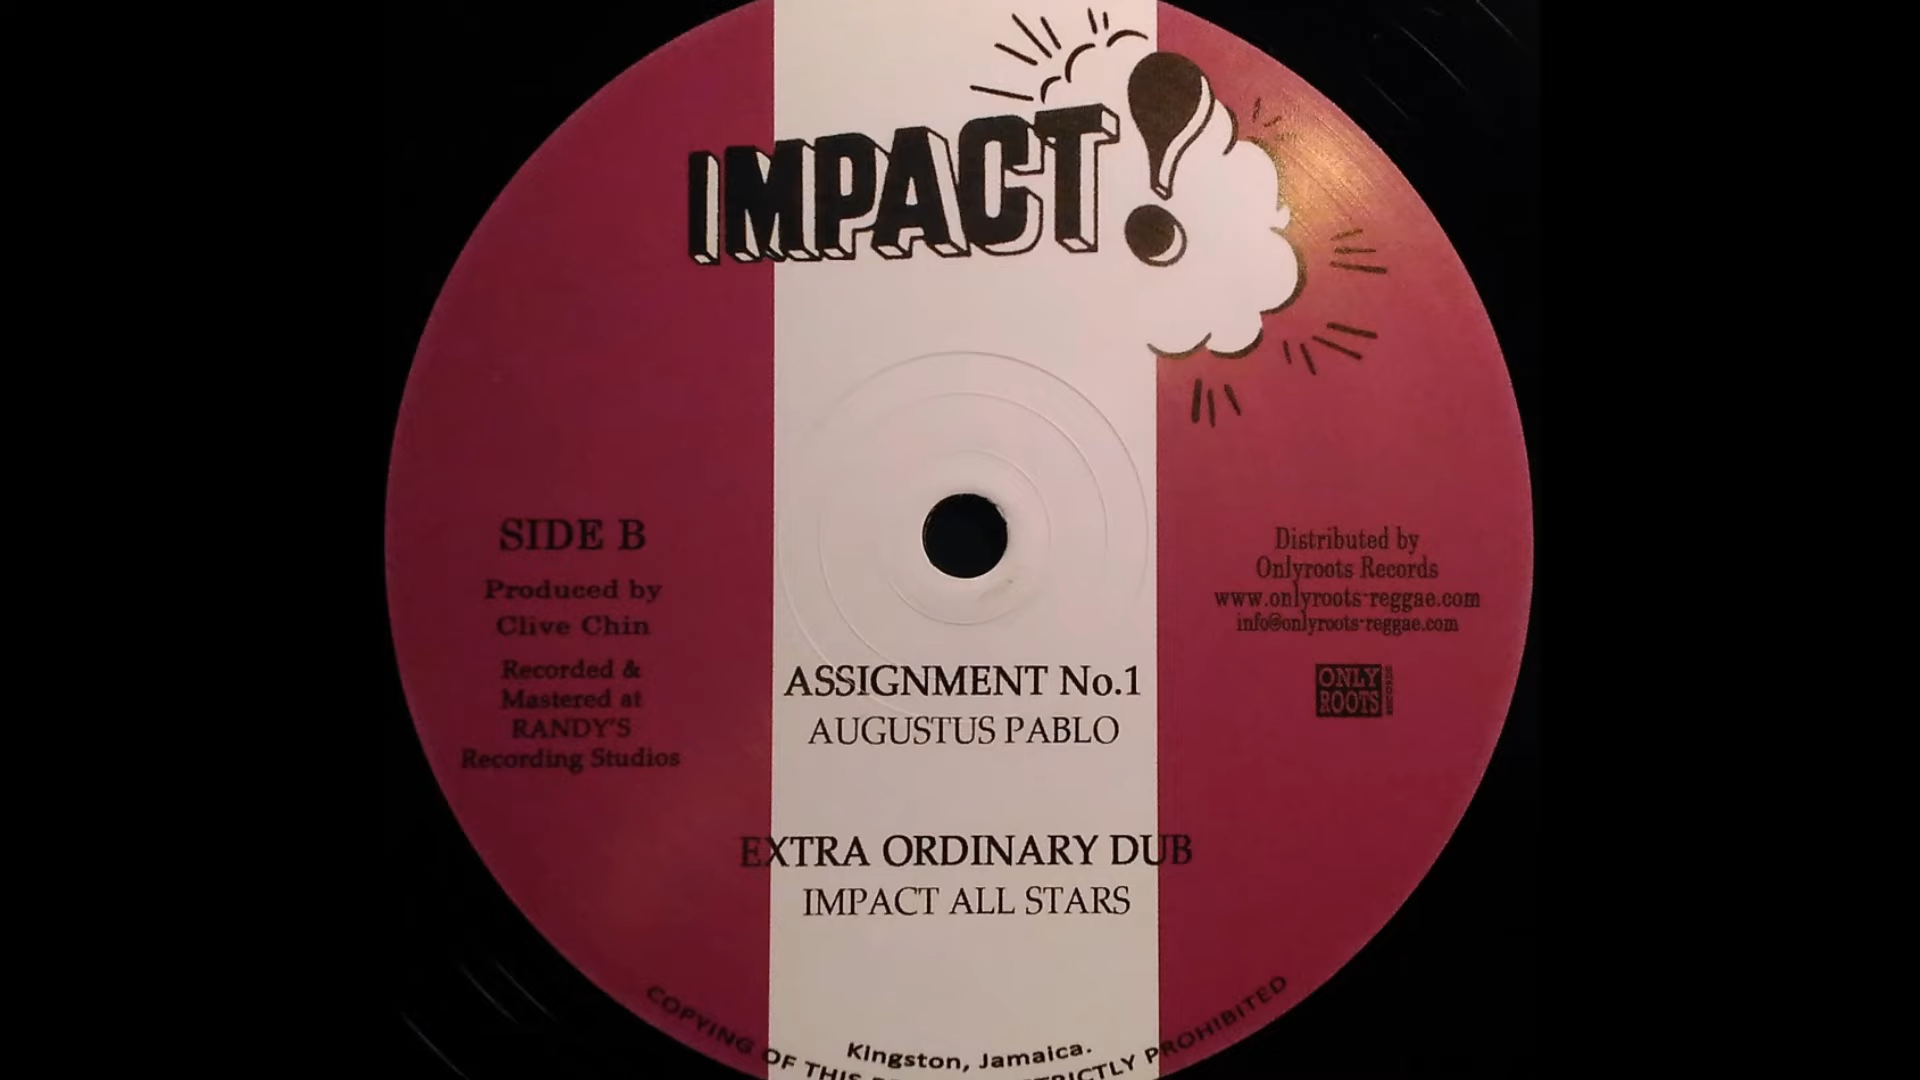 IMPACT!
SIDE B
Produced by
Clive Chin
Recorded &
Mastered at
RANDY'S
Recording Studios
Distributed by
Onlyroots Records
www.onlyroots-reggae.com
info@onlyroots-reggae.com
ONLY
ROOTS
RECORDS
ASSIGNMENT No.1
AUGUSTUS PABLO
EXTRA ORDINARY DUB
IMPACT ALL STARS
Kingston, Jamaica.
COPYING OF THIS STRICTLY PROHIBITED